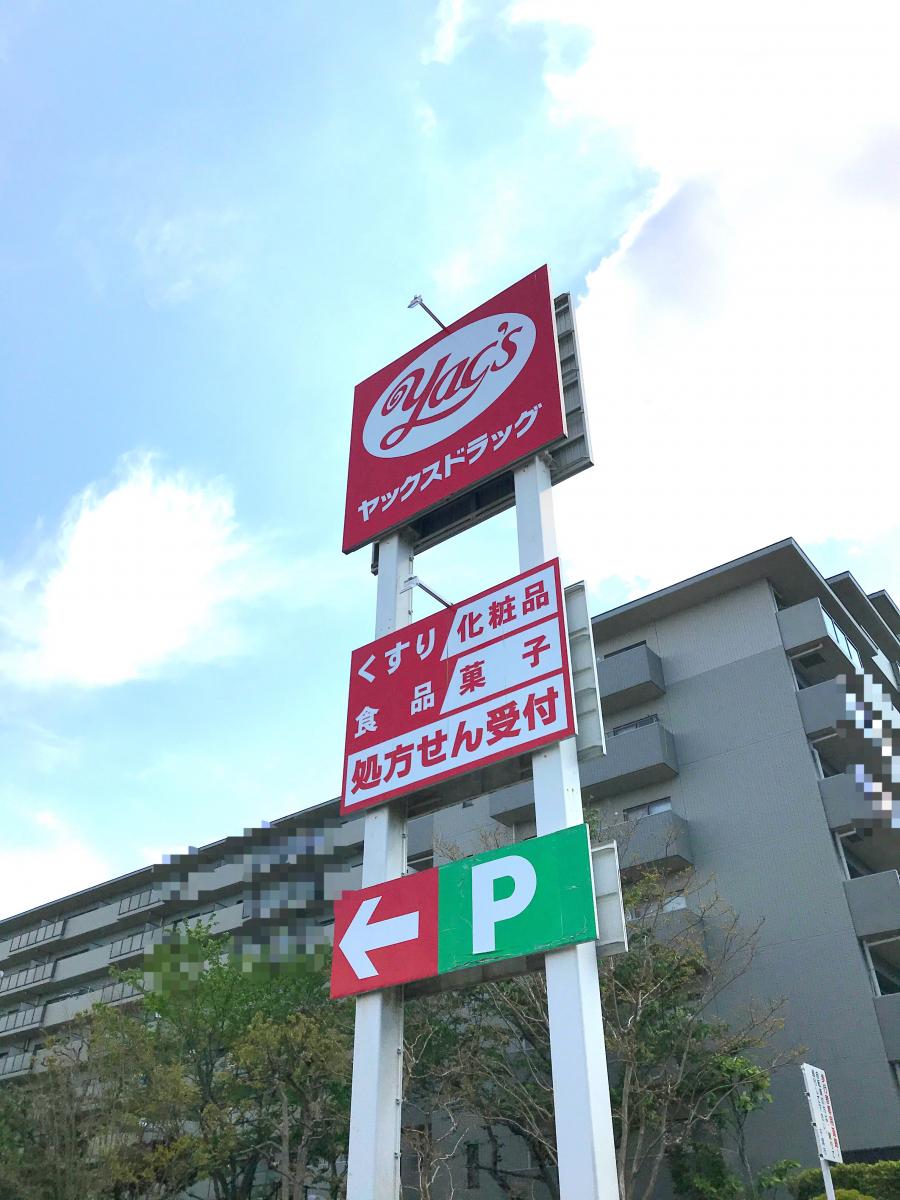 Yac's
ヤックスドラッグ
くすり 化粧品
食品 菓子
処方せん受付
P